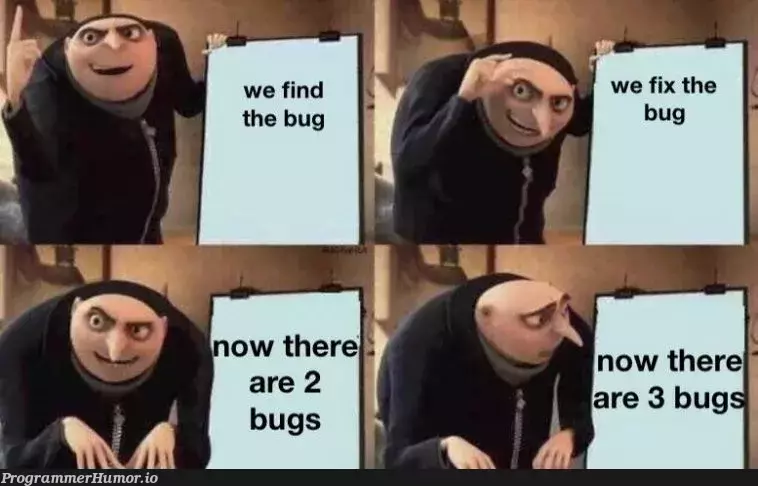 we find
the bug
we fix the
bug
now there
are 2
bugs
now there
are 3 bugs
ProgrammerHumor.io